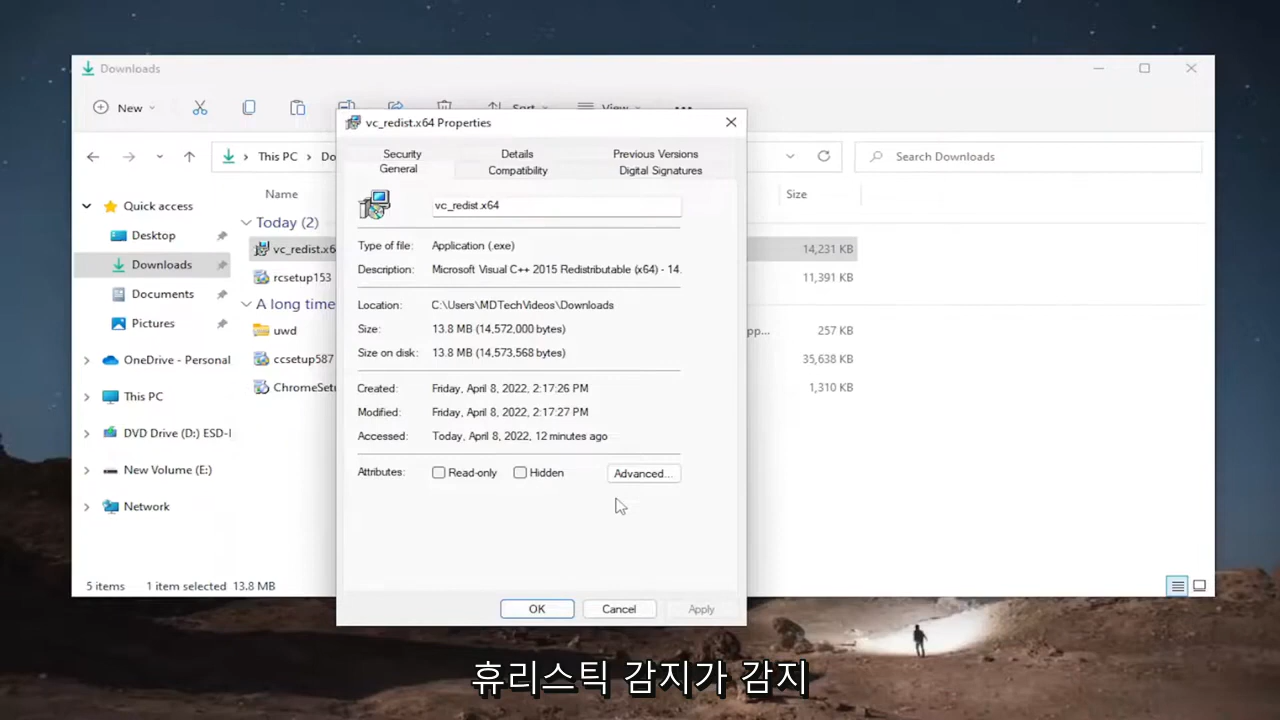 Downloads
New
Sort
View
This PC
Do
Search Downloads
Name
Size
Quick access
Desktop
Downloads
Documents
Pictures
OneDrive - Personal
This PC
DVD Drive (D:) ESD-I
New Volume (E:)
Network
Today (2)
vc_redist.x6
14,231 KB
rcsetup153
11,391 KB
A long time
uwd
pp...
257 KB
ccsetup587
35,638 KB
ChromeSetu
1,310 KB
5 items
1 item selected 13.8 MB
vc_redist.x64 Properties
Security
Details
Previous Versions
General
Compatibility
Digital Signatures
vc_redist.x64
Type of file: Application (.exe)
Description: Microsoft Visual C++ 2015 Redistributable (x64) - 14.
Location: C:\Users\MDTechVideos\Downloads
Size: 13.8 MB (14,572,000 bytes)
Size on disk: 13.8 MB (14,573,568 bytes)
Created: Friday, April 8, 2022, 2:17:26 PM
Modified: Friday, April 8, 2022, 2:17:27 PM
Accessed: Today, April 8, 2022, 12 minutes ago
Attributes: Read-only Hidden Advanced...
OK Cancel Apply
휴리스틱 감지가 감지